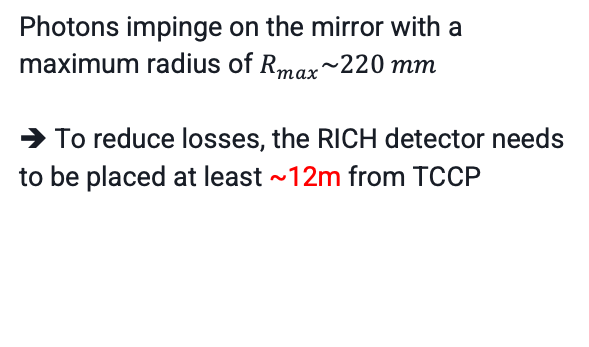 Photons impinge on the mirror with a
maximum radius of R_max~220 mm
➔ To reduce losses, the RICH detector needs
to be placed at least ~12m from TCCP